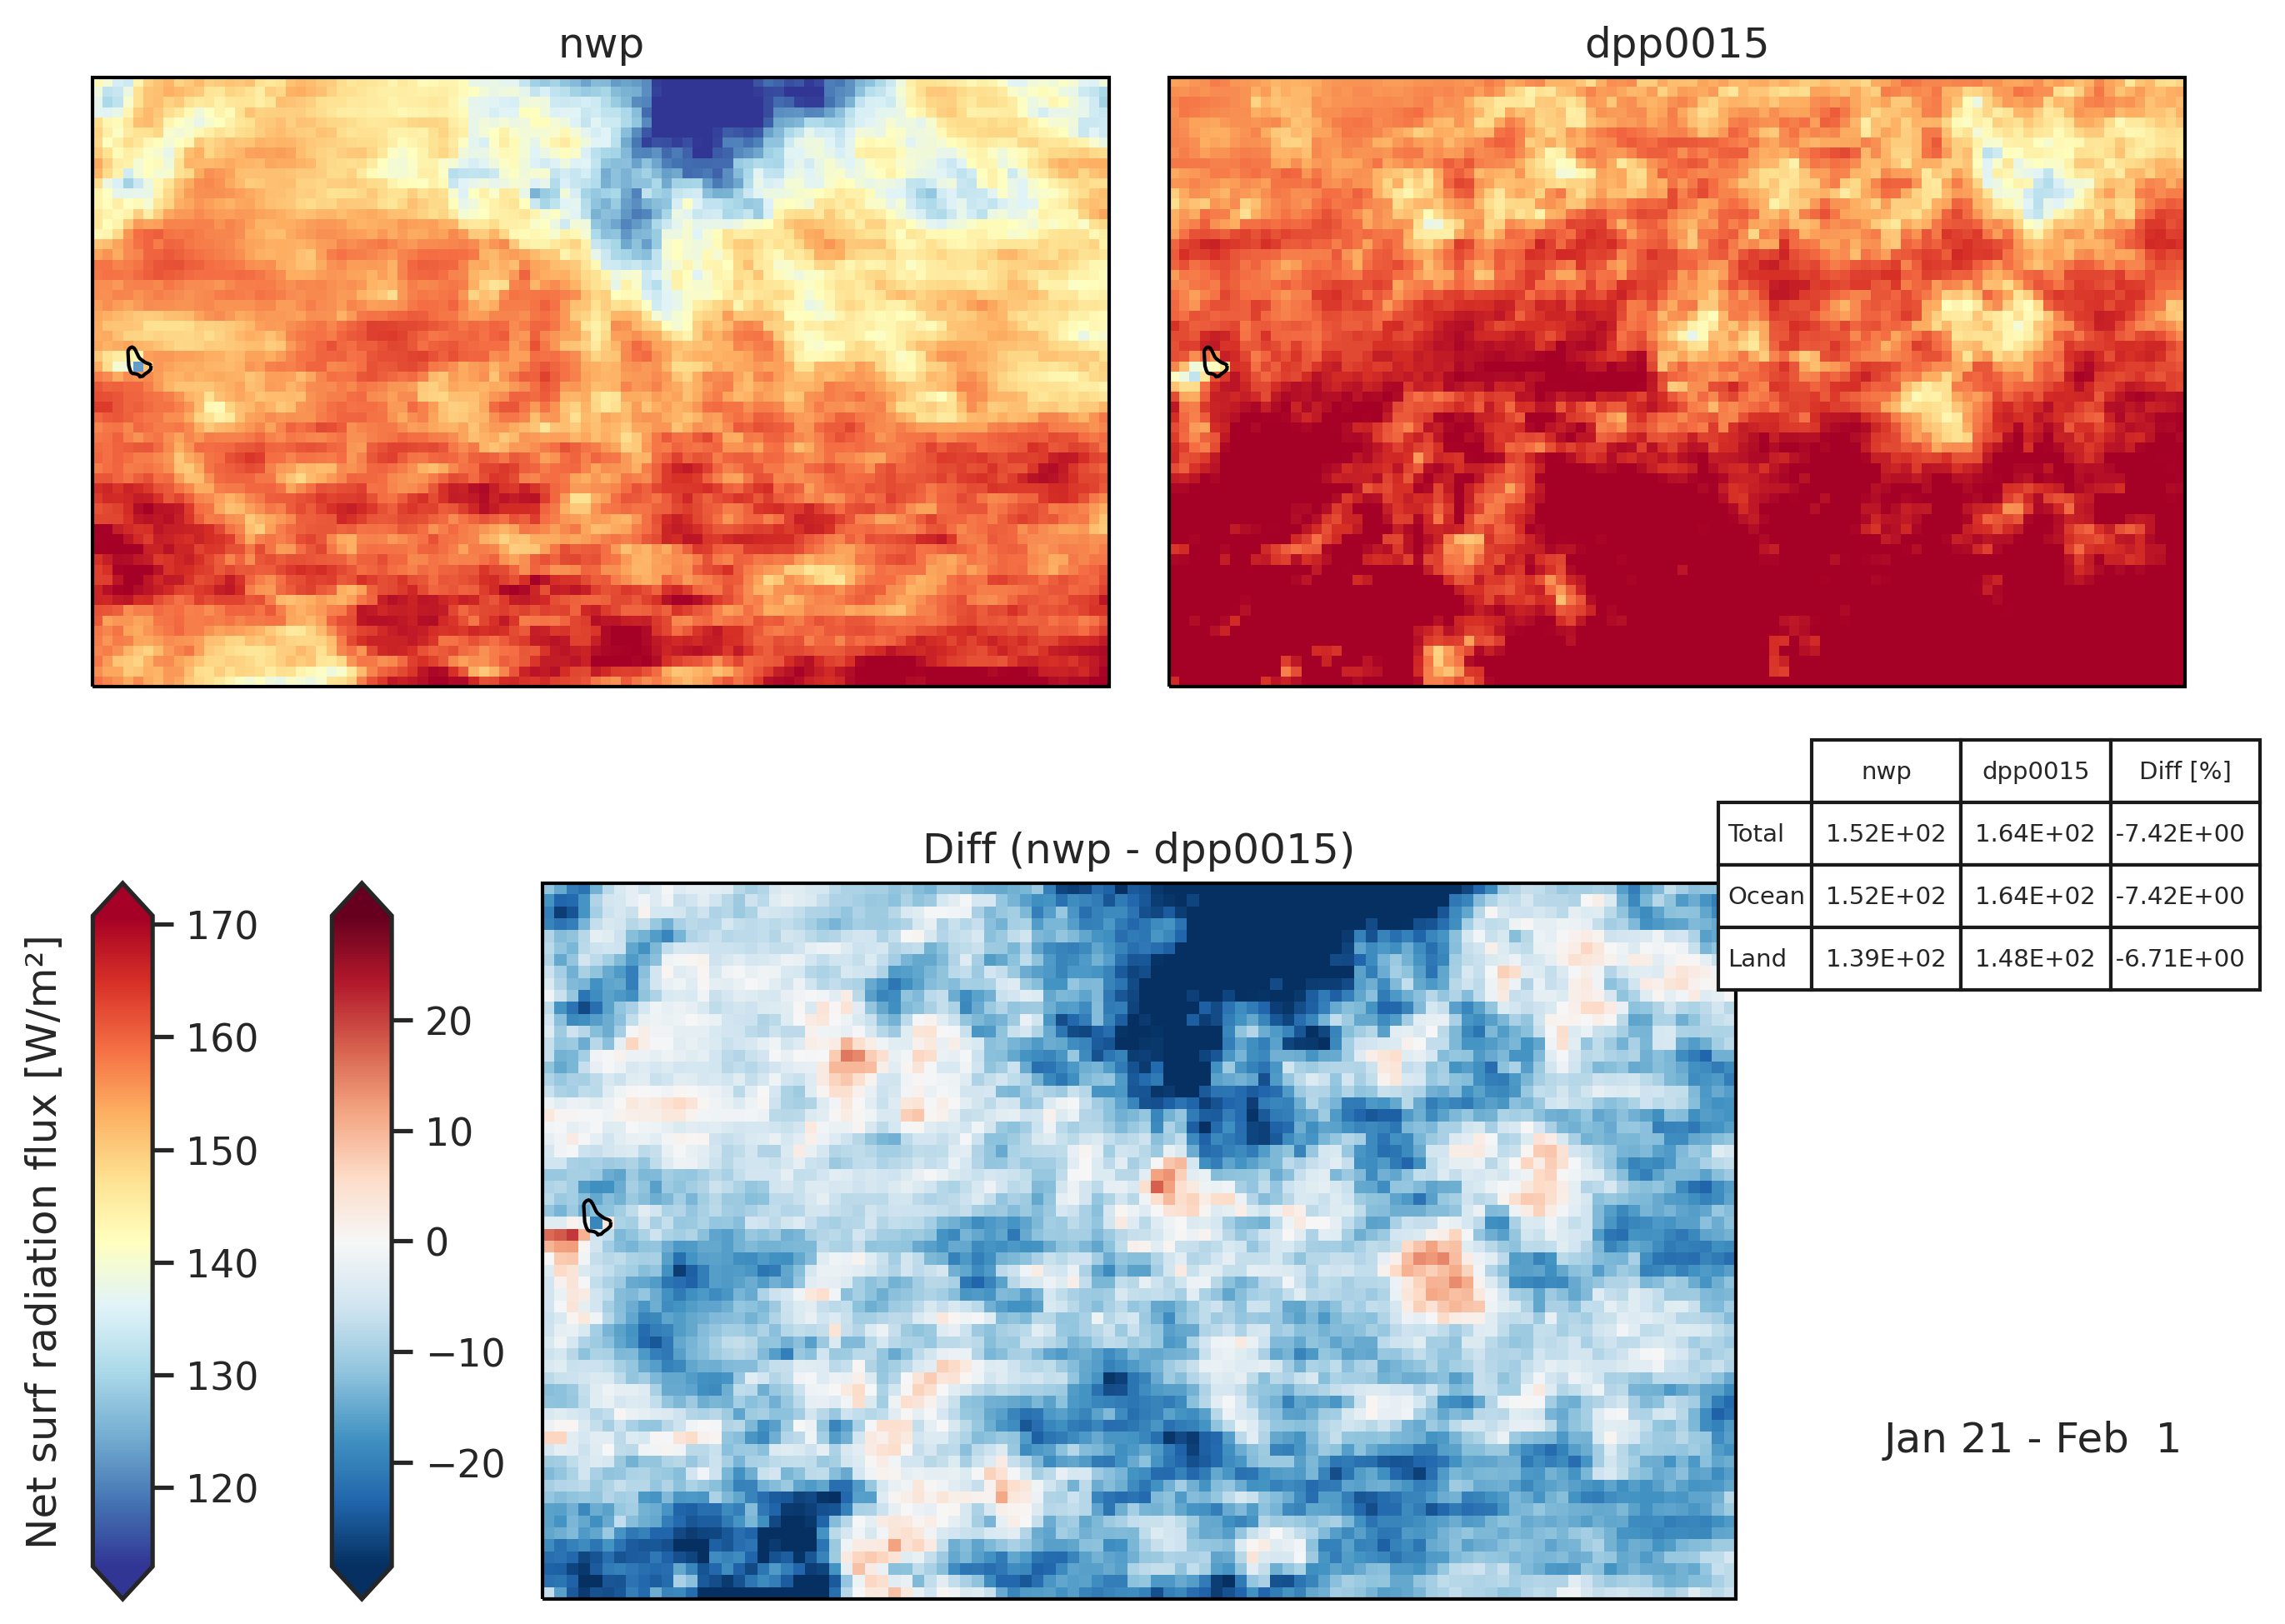 nwp
dpp0015
nwp dpp0015 Diff [%]
Total 1.52E+02 1.64E+02 -7.42E+00
Ocean 1.52E+02 1.64E+02 -7.42E+00
Land 1.39E+02 1.48E+02 -6.71E+00
Diff (nwp - dpp0015)
Net surf radiation flux [W/m²]
170
160
150
140
130
120
20
10
0
−10
−20
Jan 21 - Feb  1